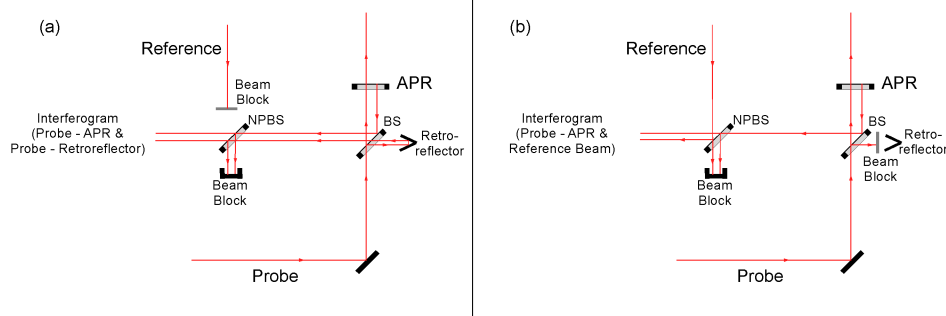 (a)
Reference
Beam
Block
APR
Interferogram
(Probe - APR &
Probe - Retroreflector)
NPBS
BS
Retro-
reflector
Beam
Block
Probe
(b)
Reference
APR
Interferogram
(Probe - APR &
Reference Beam)
NPBS
BS
Retro-
reflector
Beam
Block
Beam
Block
Probe